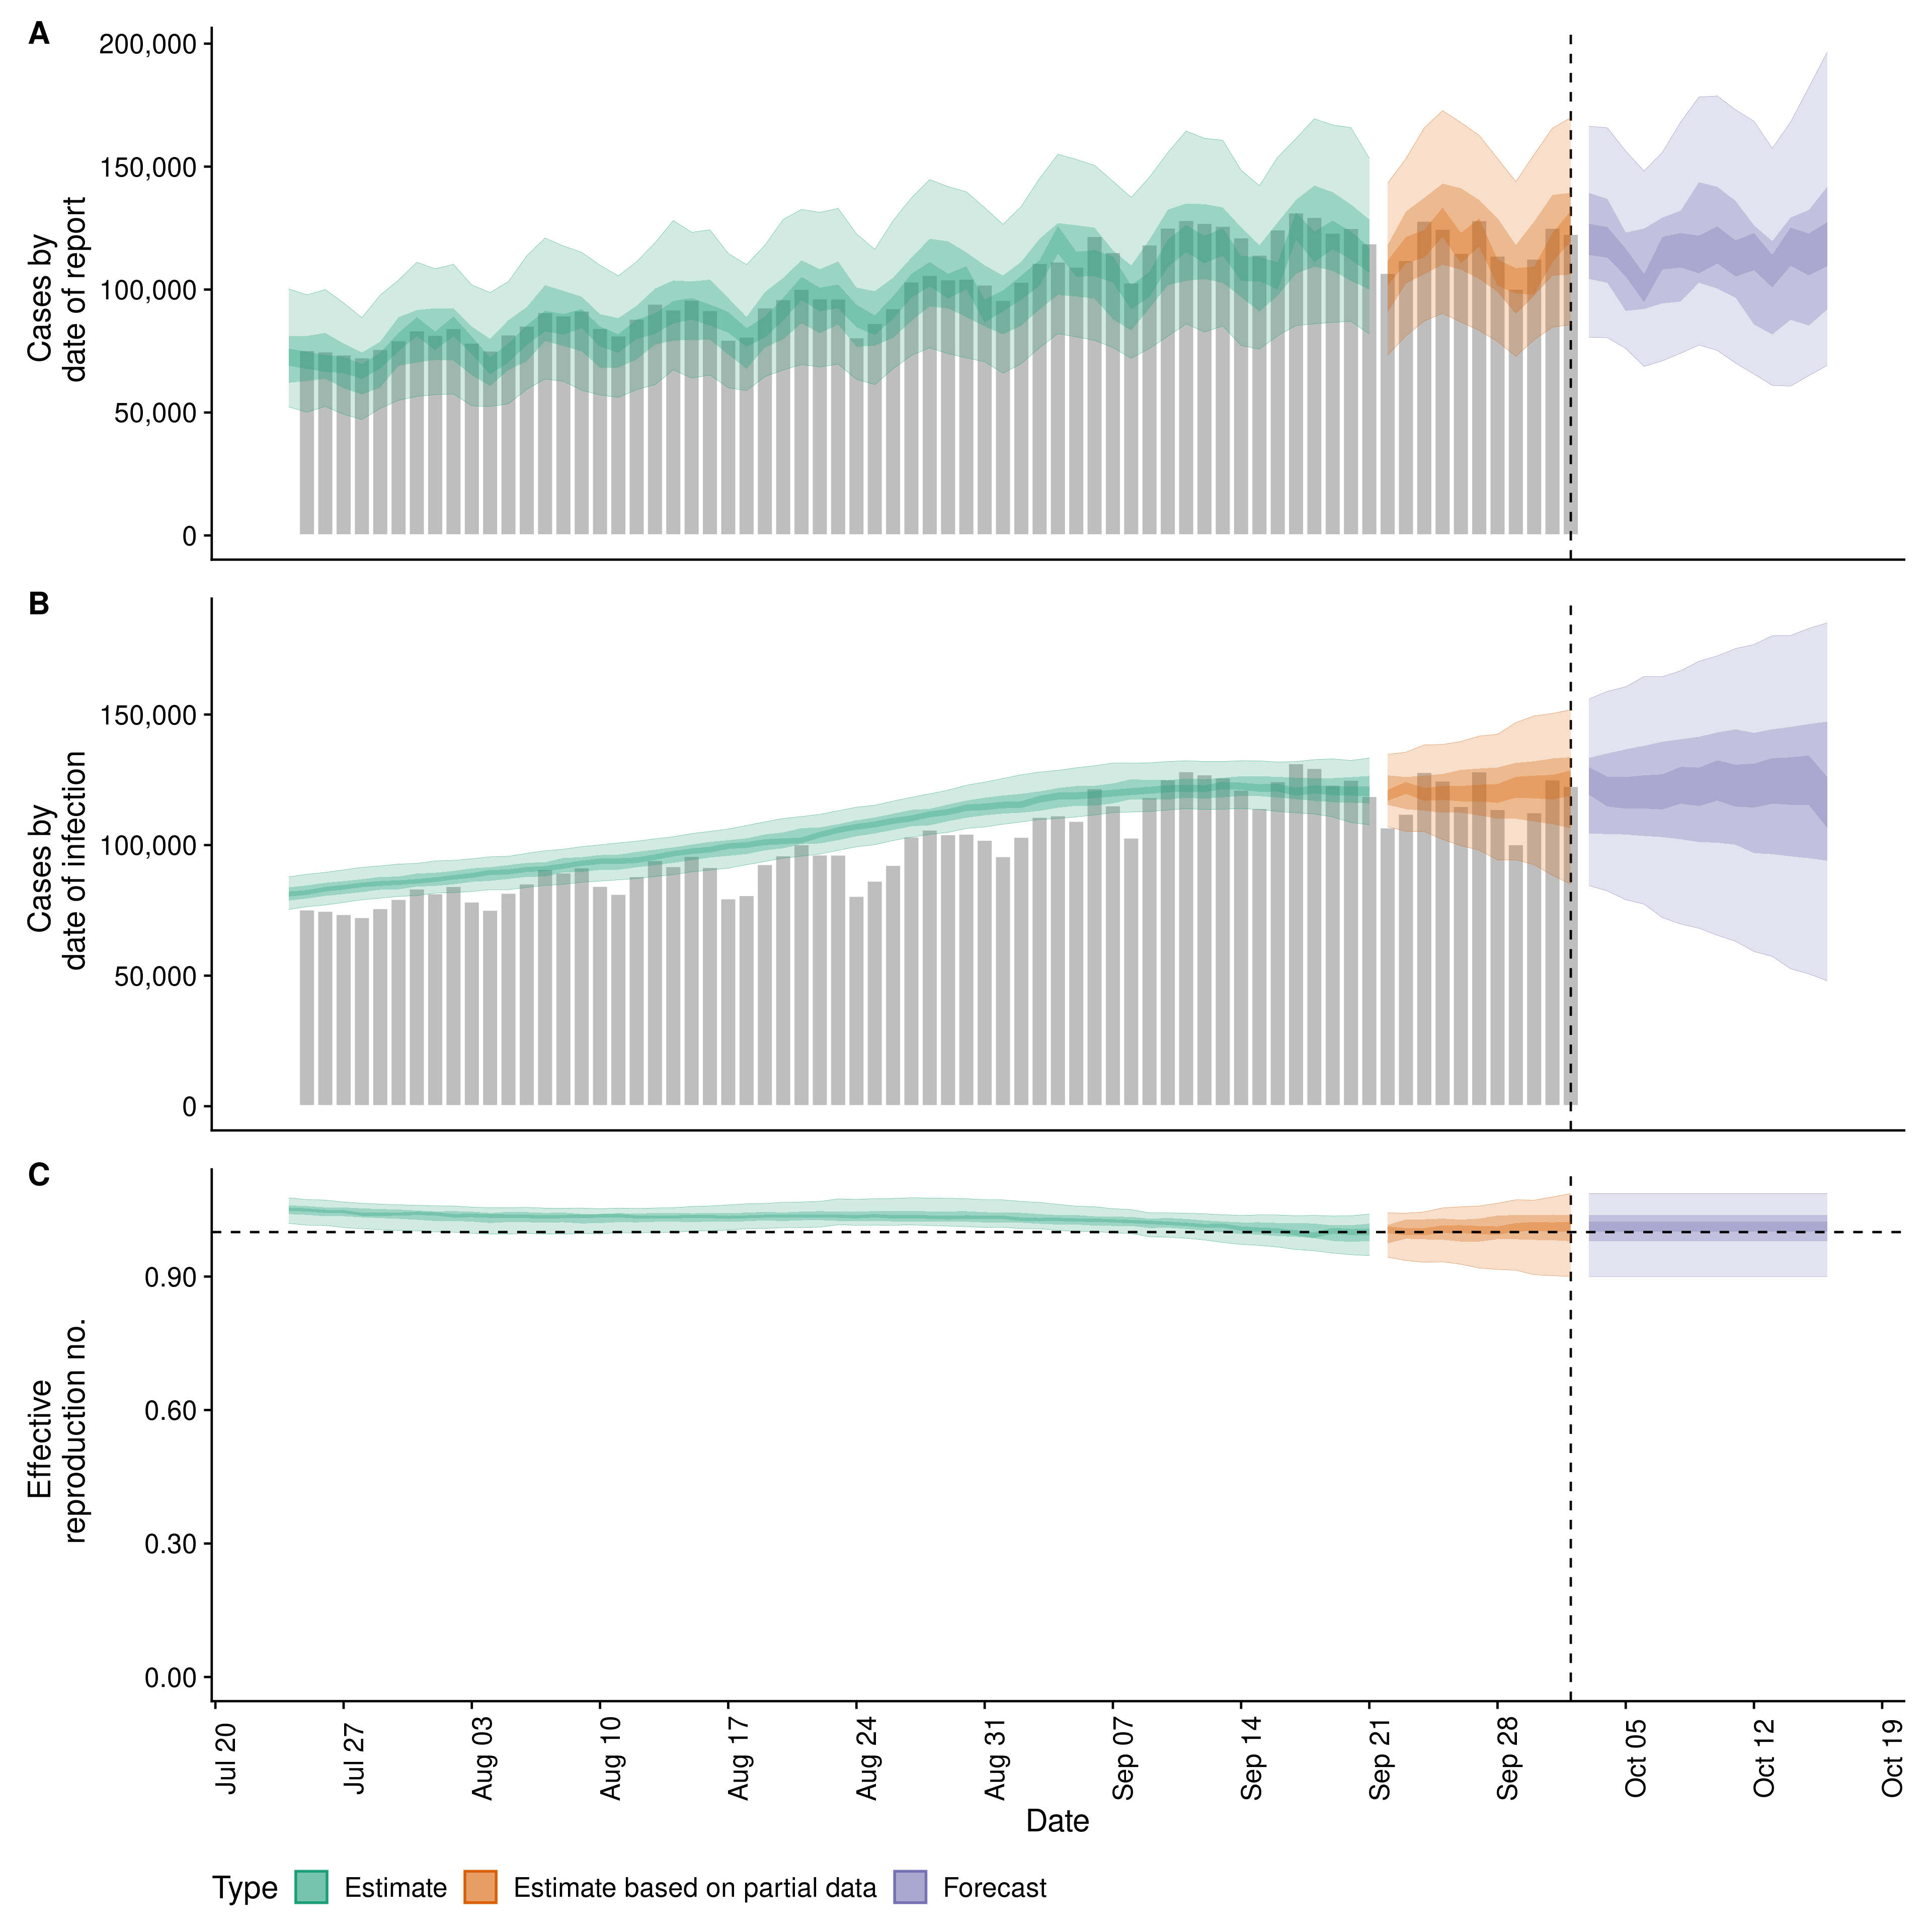 A
200,000
150,000
100,000
50,000
0
Cases by
date of report
B
150,000
100,000
50,000
0
Cases by
date of infection
C
0.90
0.60
0.30
0.00
Effective
reproduction no.
Jul 20
Jul 27
Aug 03
Aug 10
Aug 17
Aug 24
Aug 31
Sep 07
Sep 14
Sep 21
Sep 28
Oct 05
Oct 12
Oct 19
Date
Type Estimate Estimate based on partial data Forecast